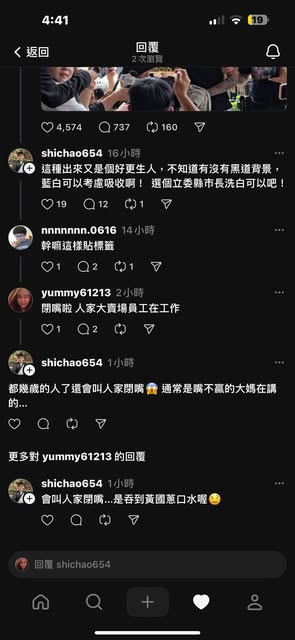 4:41
19
返回
回覆
2 次瀏覽
4,574 737 160
shichao654 16小時
這種出來又是個好更生人，不知道有沒有黑道背景，
藍白可以考慮吸收啊！ 選個立委縣市長洗白可以吧！
19 12 1
nnnnnnn.0616 14小時
幹嘛這樣貼標籤
1 2 1
yummy61213 2小時
閉嘴啦 人家大賣場員工在工作
1 2
shichao654 1小時
都幾歲的人了還會叫人家閉嘴😱 通常是嘴不贏的大媽在講
的...
更多對 yummy61213 的回覆
shichao654 1小時
會叫人家閉嘴...是吞到黃國蔥口水喔🤮
回覆 shichao654